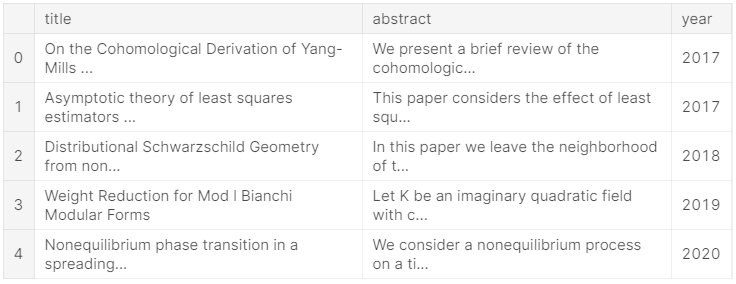 title abstract year
0 On the Cohomological Derivation of Yang- We present a brief review of the 2017
Mills ... cohomologic...
1 Asymptotic theory of least squares This paper considers the effect of least 2017
estimators ... squ...
2 Distributional Schwarzschild Geometry In this paper we leave the neighborhood 2018
from non... of t...
3 Weight Reduction for Mod l Bianchi Let K be an imaginary quadratic field 2019
Modular Forms with c...
4 Nonequilibrium phase transition in a We consider a nonequilibrium process 2020
spreading... on a ti...